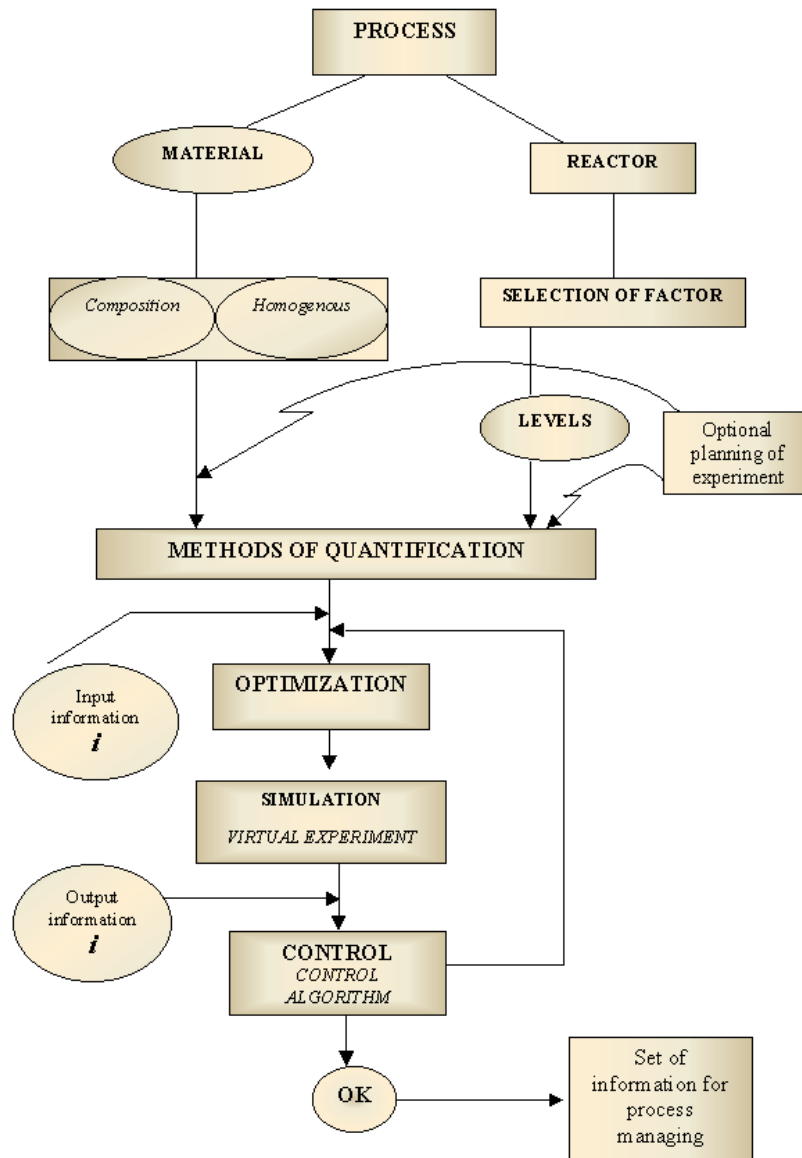 PROCESS
MATERIAL
REACTOR
Composition
Homogenous
SELECTION OF FACTOR
LEVELS
Optional
planning of
experiment
METHODS OF QUANTIFICATION
Input
information
i
OPTIMIZATION
SIMULATION
VIRTUAL EXPERIMENT
Output
information
i
CONTROL
CONTROL
ALGORITHM
OK
Set of
information for
process
managing